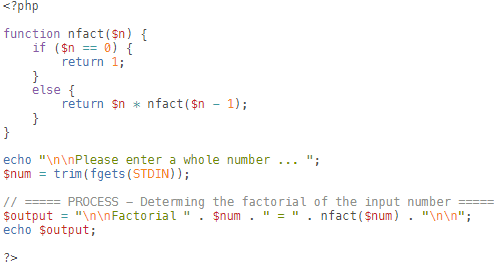 <?php
function nfact($n) {
    if ($n == 0) {
        return 1;
    }
    else {
        return $n * nfact($n - 1);
    }
}
echo "\n\nPlease enter a whole number ... ";
$num = trim(fgets(STDIN));
// ===== PROCESS - Determing the factorial of the input number =====
$output = "\n\nFactorial " . $num . " = " . nfact($num) . "\n\n";
echo $output;
?>